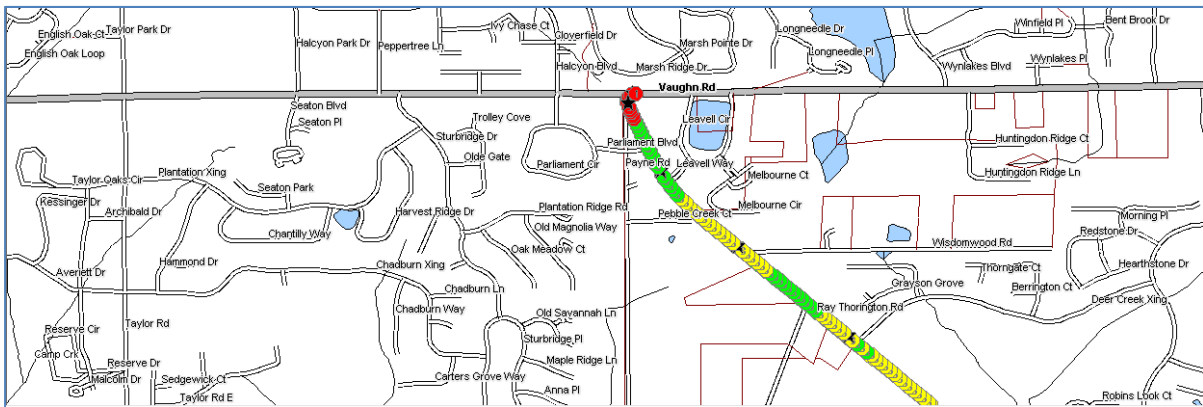 English Oak Ct
Taylor Park Dr
English Oak Loop
Halcyon Park Dr
Peppertree Ln
Ivy Chase Ct
Cloverfield Dr
Halcyon Blvd
Marsh Pointe Dr
Marsh Ridge Dr
Longneedle Dr
Longneedle Pl
Winfield Pl
Bent Brook Dr
Wynlakes Blvd
Wynlakes Pl
Vaughn Rd
Seaton Blvd
Seaton Pl
Trolley Cove
Sturbridge Dr
Olde Gate
Parliament Cir
Parliament Blvd
Leavell Cir
Payne Rd
Leavell Way
Melbourne Ct
Melbourne Cir
Huntingdon Ridge Ct
Huntingdon Ridge Ln
Taylor Oaks Cir
Plantation Xing
Kessinger Dr
Archibald Dr
Seaton Park
Chantilly Way
Harvest Ridge Dr
Plantation Ridge Rd
Old Magnolia Way
Oak Meadow Ct
Pebble Creek Ct
Wisdomwood Rd
Morning Pl
Redstone Dr
Hearthstone Dr
Averiett Dr
Hammond Dr
Chadburn Xing
Chadburn Ln
Chadburn Way
Grayson Grove
Thorngate Ct
Berrington Ct
Deer Creek Xing
Ray Thorington Rd
Reserve Cir
Taylor Rd
Camp Crk
Reserve Dr
Malcolm Dr
Sedgewick Ct
Taylor Rd E
Old Savannah Ln
Sturbridge Pl
Maple Ridge Ln
Carters Grove Way
Anna Pl
Robins Look Ct